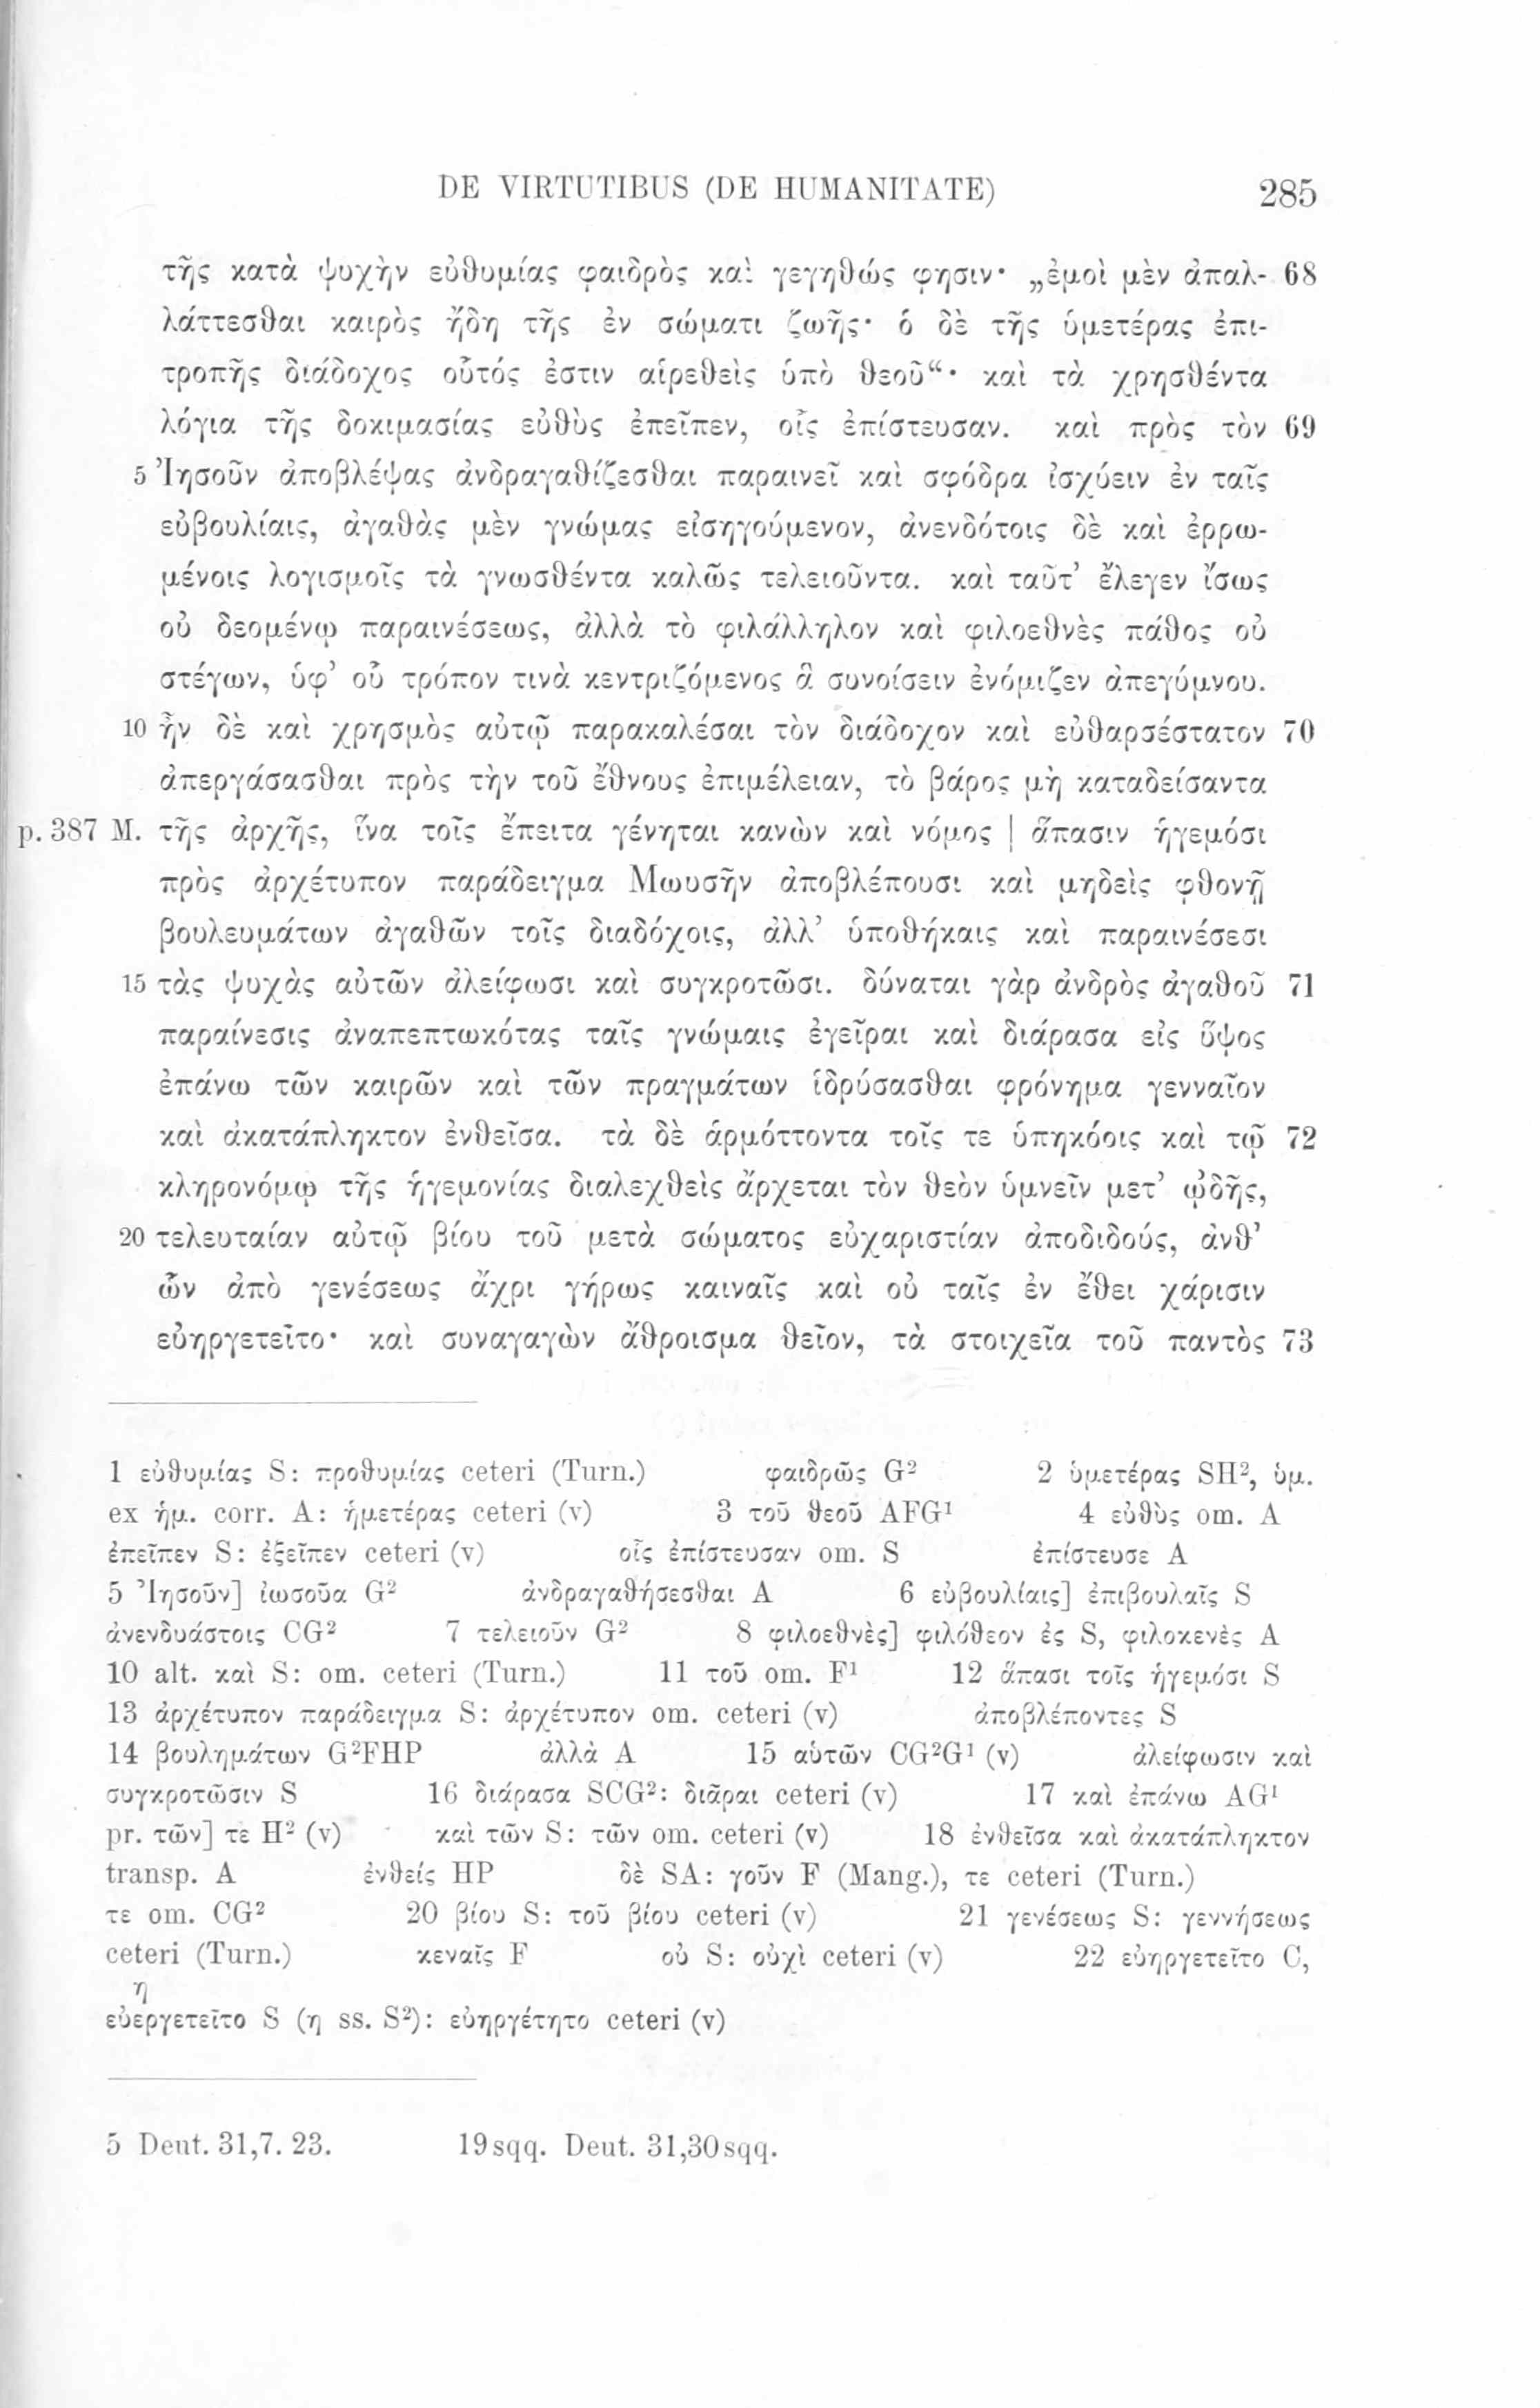 DE VIRTUTIBUS (DE HUMANITATE) 285
τῆς κατὰ ψυχὴν εὐθυμίας φαιδρὸς καὶ γεγηθώς φησιν· „ἐμοὶ μὲν ἀπαλ- 68
λάττεσθαι καιρὸς ἤδη τῆς ἐν σώματι ζωῆς· ὁ δὲ τῆς ὑμετέρας ἐπι-
τροπῆς διάδοχος οὗτός ἐστιν αἱρεθεὶς ὑπὸ θεοῦ“· καὶ τὰ χρησθέντα
λόγια τῆς δοκιμασίας εὐθὺς ἐπεῖπεν, οἷς ἐπίστευσαν. καὶ πρὸς τὸν 69
5 Ἰησοῦν ἀποβλέψας ἀνδραγαθίζεσθαι παραινεῖ καὶ σφόδρα ἰσχύειν ἐν ταῖς
εὐβουλίαις, ἀγαθὰς μὲν γνώμας εἰσηγούμενον, ἀνενδότοις δὲ καὶ ἐρρω-
μένοις λογισμοῖς τὰ γνωσθέντα καλῶς τελειοῦντα. καὶ ταῦτ’ ἔλεγεν ἴσως
οὐ δεομένῳ παραινέσεως, ἀλλὰ τὸ φιλάλληλον καὶ φιλοεθνὲς πάθος οὐ
στέγων, ὑφ’ οὗ τρόπον τινὰ κεντριζόμενος ἃ συνοίσειν ἐνόμιζεν ἀπεγύμνου.
10 ἦν δὲ καὶ χρησμὸς αὐτῷ παρακαλέσαι τὸν διάδοχον καὶ εὐθαρσέστατον 70
ἀπεργάσασθαι πρὸς τὴν τοῦ ἔθνους ἐπιμέλειαν, τὸ βάρος μὴ καταδείσαντα
p. 387 M. τῆς ἀρχῆς, ἵνα τοῖς ἔπειτα γένηται κανὼν καὶ νόμος | ἅπασιν ἡγεμόσι
πρὸς ἀρχέτυπον παράδειγμα Μωυσῆν ἀποβλέπουσι καὶ μηδεὶς φθονῇ
βουλευμάτων ἀγαθῶν τοῖς διαδόχοις, ἀλλ’ ὑποθήκαις καὶ παραινέσεσι
15 τὰς ψυχὰς αὐτῶν ἀλείφωσι καὶ συγκροτῶσι. δύναται γὰρ ἀνδρὸς ἀγαθοῦ 71
παραίνεσις ἀναπεπτωκότας ταῖς γνώμαις ἐγεῖραι καὶ διάρασα εἰς ὕψος
ἐπάνω τῶν καιρῶν καὶ τῶν πραγμάτων ἱδρύσασθαι φρόνημα γενναῖον
καὶ ἀκατάπληκτον ἐνθεῖσα. τὰ δὲ ἁρμόττοντα τοῖς τε ὑπηκόοις καὶ τῷ 72
κληρονόμῳ τῆς ἡγεμονίας διαλεχθεὶς ἄρχεται τὸν θεὸν ὑμνεῖν μετ’ ᾠδῆς,
20 τελευταίαν αὐτῷ βίου τοῦ μετὰ σώματος εὐχαριστίαν ἀποδιδούς, ἀνθ’
ὧν ἀπὸ γενέσεως ἄχρι γήρως καιναῖς καὶ οὐ ταῖς ἐν ἔθει χάρισιν
εὐηργετεῖτο· καὶ συναγαγὼν ἄθροισμα θεῖον, τὰ στοιχεῖα τοῦ παντὸς 73
1 εὐθυμίας S: προθυμίας ceteri (Turn.) φαιδρῶς G² 2 ὑμετέρας SH², ὑμ.
ex ἡμ. corr. A: ἡμετέρας ceteri (v) 3 τοῦ θεοῦ AFG¹ 4 εὐθὺς om. A
ἐπεῖπεν S: ἐξεῖπεν ceteri (v) οἷς ἐπίστευσαν om. S ἐπίστευσε A
5 Ἰησοῦν] ἰωσοῦα G² ἀνδραγαθήσεσθαι A 6 εὐβουλίαις] ἐπιβουλαῖς S
ἀνενδυάστοις CG² 7 τελειοῦν G² 8 φιλοεθνὲς] φιλόθεον ἐς S, φιλοκενὲς A
10 alt. καὶ S: om. ceteri (Turn.) 11 τοῦ om. F¹ 12 ἅπασι τοῖς ἡγεμόσι S
13 ἀρχέτυπον παράδειγμα S: ἀρχέτυπον om. ceteri (v) ἀποβλέποντες S
14 βουλημάτων G²FHP ἀλλὰ A 15 αὑτῶν CG²G¹ (v) ἀλείφωσιν καὶ
συγκροτῶσιν S 16 διάρασα SCG²: διᾶραι ceteri (v) 17 καὶ ἐπάνω AG¹
pr. τῶν] τε H² (v) καὶ τῶν S: τῶν om. ceteri (v) 18 ἐνθεῖσα καὶ ἀκατάπληκτον
transp. A ἐνθείς HP δὲ SA: γοῦν F (Mang.), τε ceteri (Turn.)
τε om. CG² 20 βίου S: τοῦ βίου ceteri (v) 21 γενέσεως S: γεννήσεως
ceteri (Turn.) κεναῖς F οὐ S: οὐχὶ ceteri (v) 22 εὐηργετεῖτο C,
η
εὐεργετεῖτο S (η ss. S²): εὐηργέτητο ceteri (v)
5 Deut. 31,7. 23. 19 sqq. Deut. 31,30 sqq.